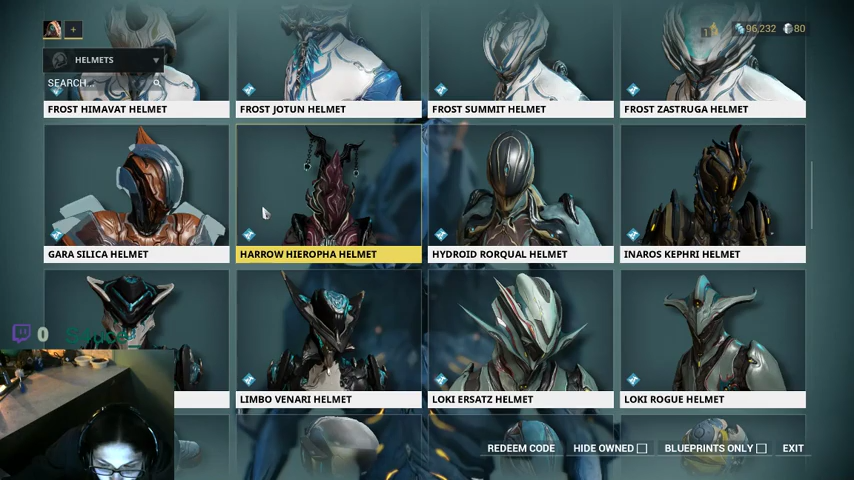 96,232 80
HELMETS
SEARCH...
FROST HIMAVAT HELMET
FROST JOTUN HELMET
FROST SUMMIT HELMET
FROST ZASTRUGA HELMET
GARA SILICA HELMET
HARROW HIEROPHA HELMET
HYDROID RORQUAL HELMET
INAROS KEPHRI HELMET
0
LIMBO VENARI HELMET
LOKI ERSATZ HELMET
LOKI ROGUE HELMET
REDEEM CODE
HIDE OWNED
BLUEPRINTS ONLY
EXIT